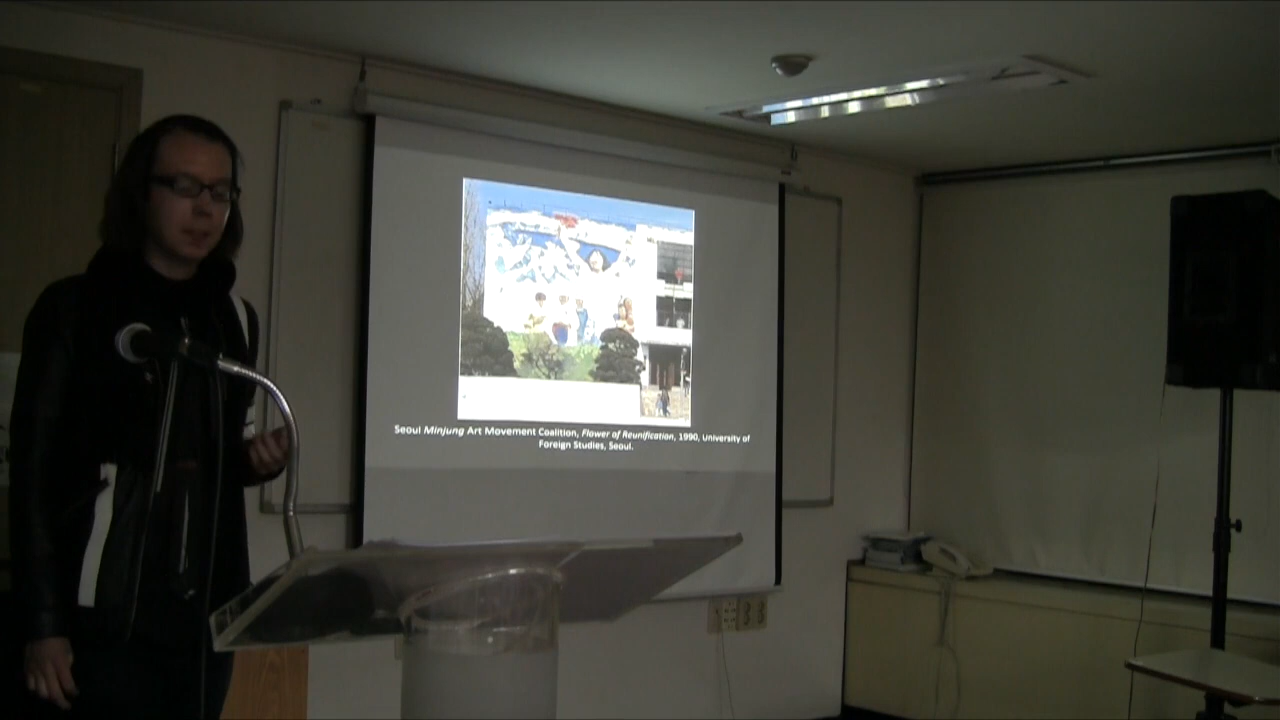 Seoul Minjung Art Movement Coalition, Flower of Reunification, 1990, University of
Foreign Studies, Seoul.